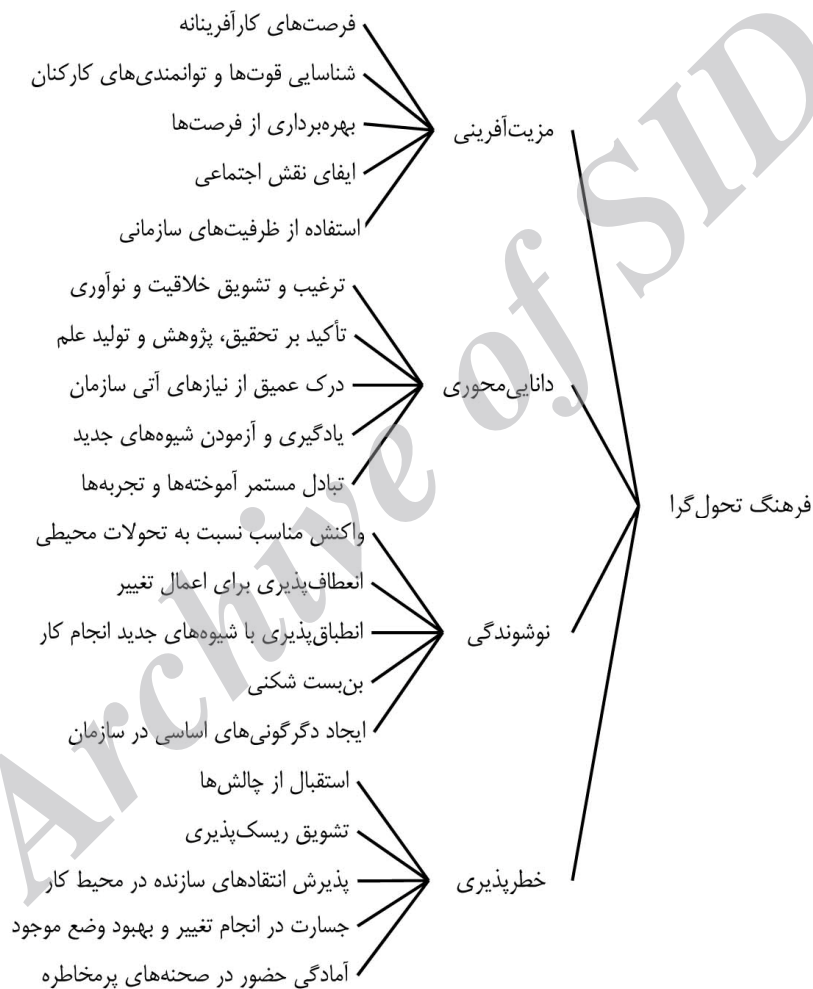 فرهنگ تحول‌گرا
مزیت‌آفرینی
فرصت‌های کارآفرینانه
شناسایی قوت‌ها و توانمندی‌های کارکنان
بهره‌برداری از فرصت‌ها
ایفای نقش اجتماعی
استفاده از ظرفیت‌های سازمانی
دانایی‌محوری
ترغیب و تشویق خلاقیت و نوآوری
تأکید بر تحقیق، پژوهش و تولید علم
درک عمیق از نیازهای آتی سازمان
یادگیری و آزمودن شیوه‌های جدید
تبادل مستمر آموخته‌ها و تجربه‌ها
نوشوندگی
واکنش مناسب نسبت به تحولات محیطی
انعطاف‌پذیری برای اعمال تغییر
انطباق‌پذیری با شیوه‌های جدید انجام کار
بن‌بست شکنی
ایجاد دگرگونی‌های اساسی در سازمان
خطرپذیری
استقبال از چالش‌ها
تشویق ریسک‌پذیری
پذیرش انتقادهای سازنده در محیط کار
جسارت در انجام تغییر و بهبود وضع موجود
آمادگی حضور در صحنه‌های پرمخاطره
Archive of SID